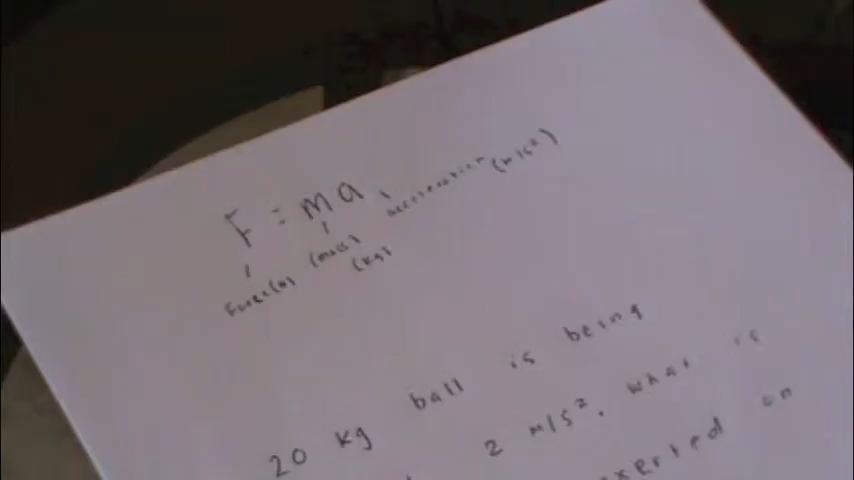 F = ma
Force(N) (mass) acceleration (m/s²)
(kg)
20 kg ball is being
2 m/s². what is
exerted on